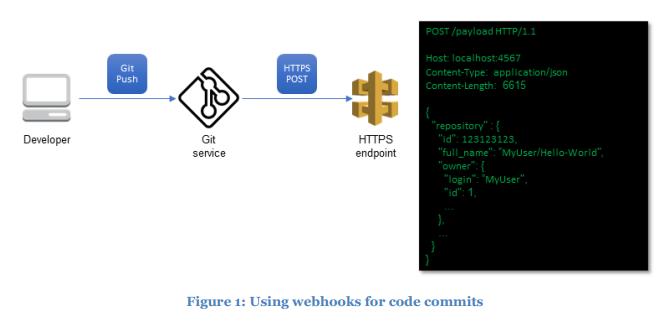 Git
Push
HTTPS
POST
Developer
Git
service
HTTPS
endpoint
POST /payload HTTP/1.1
Host: localhost:4567
Content-Type: application/json
Content-Length: 6615
{
"repository" : {
"id": 123123123,
"full_name": "MyUser/Hello-World",
"owner": {
"login": "MyUser",
"id": 1,
...
},
...
}
}
Figure 1: Using webhooks for code commits